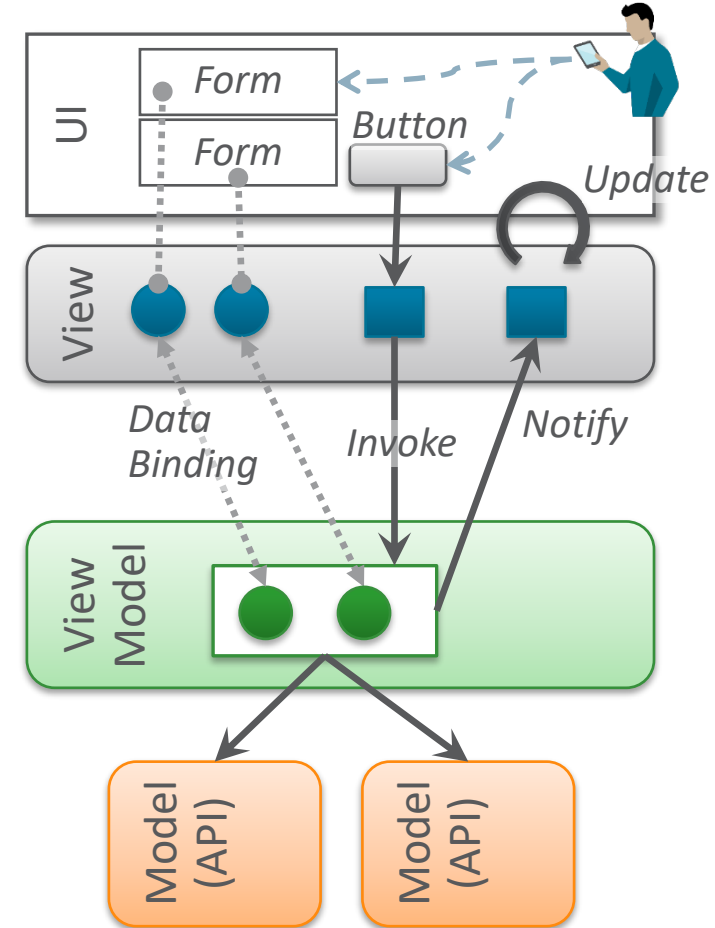 UI
Form
Form
Button
Update
View
Data
Binding
Invoke
Notify
View
Model
Model
(API)
Model
(API)